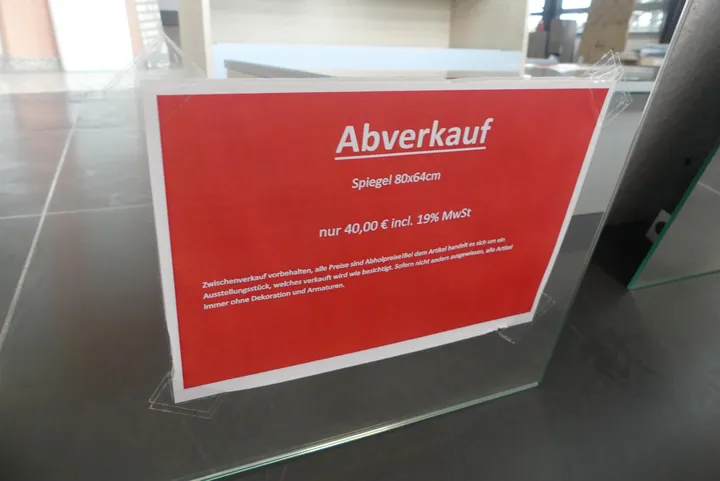 Abverkauf
Spiegel 80x64cm
nur 40,00 € incl. 19% MwSt
Zwischenverkauf vorbehalten, alle Preise sind Abholpreise!Bei dem Artikel handelt es sich um ein
Ausstellungsstück, welches verkauft wird wie besichtigt. Sofern nicht anders ausgewiesen, alle Artikel
Immer ohne Dekoration und Armaturen.